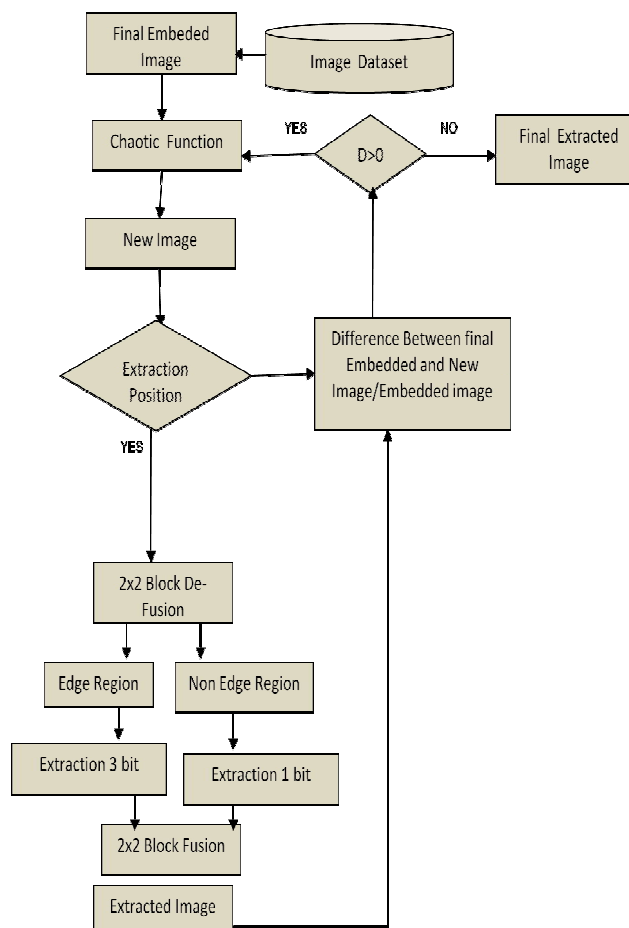 Final Embeded
Image
Image Dataset
Chaotic Function
YES
D>0
NO
Final Extracted
Image
New Image
Extraction
Position
Difference Between final
Embedded and New
Image/Embedded image
YES
2x2 Block De-
Fusion
Edge Region
Non Edge Region
Extraction 3 bit
Extraction 1 bit
2x2 Block Fusion
Extracted Image